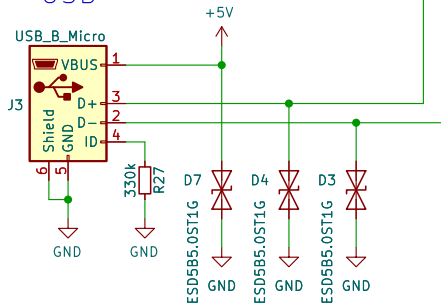 USB
+5V
USB_B_Micro
VBUS 1
J3
D+ 3
D- 2
ID 4
Shield
GND
6
5
330k
R27
D7
D4
D3
ESD5B5.0ST1G
ESD5B5.0ST1G
ESD5B5.0ST1G
GND
GND
GND
GND
GND